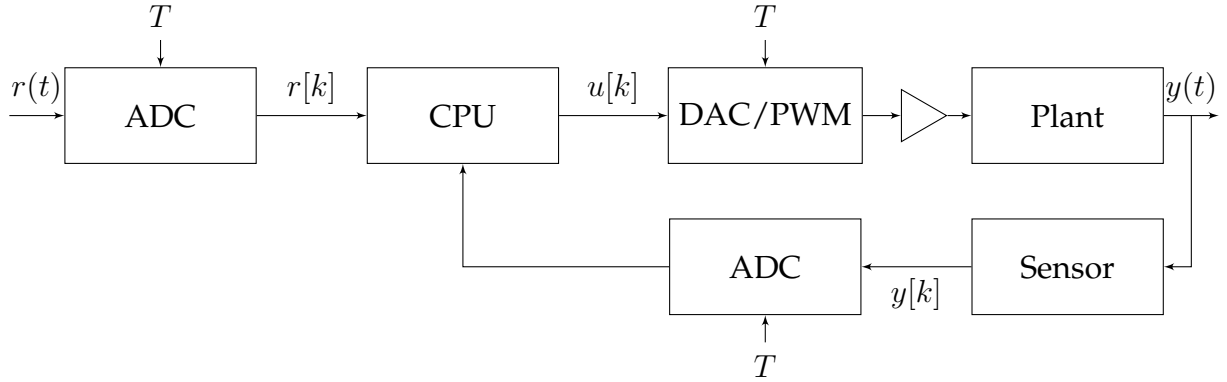 T
T
r(t)
ADC
r[k]
CPU
u[k]
DAC/PWM
Plant
y(t)
ADC
y[k]
Sensor
T